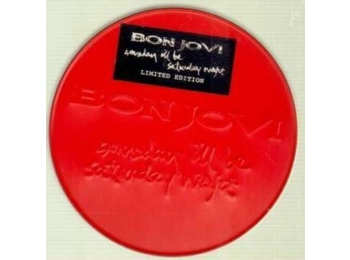 BON JOVI
someday i'll be
saturday night
LIMITED EDITION
BON JOVI
someday i'll be
saturday night